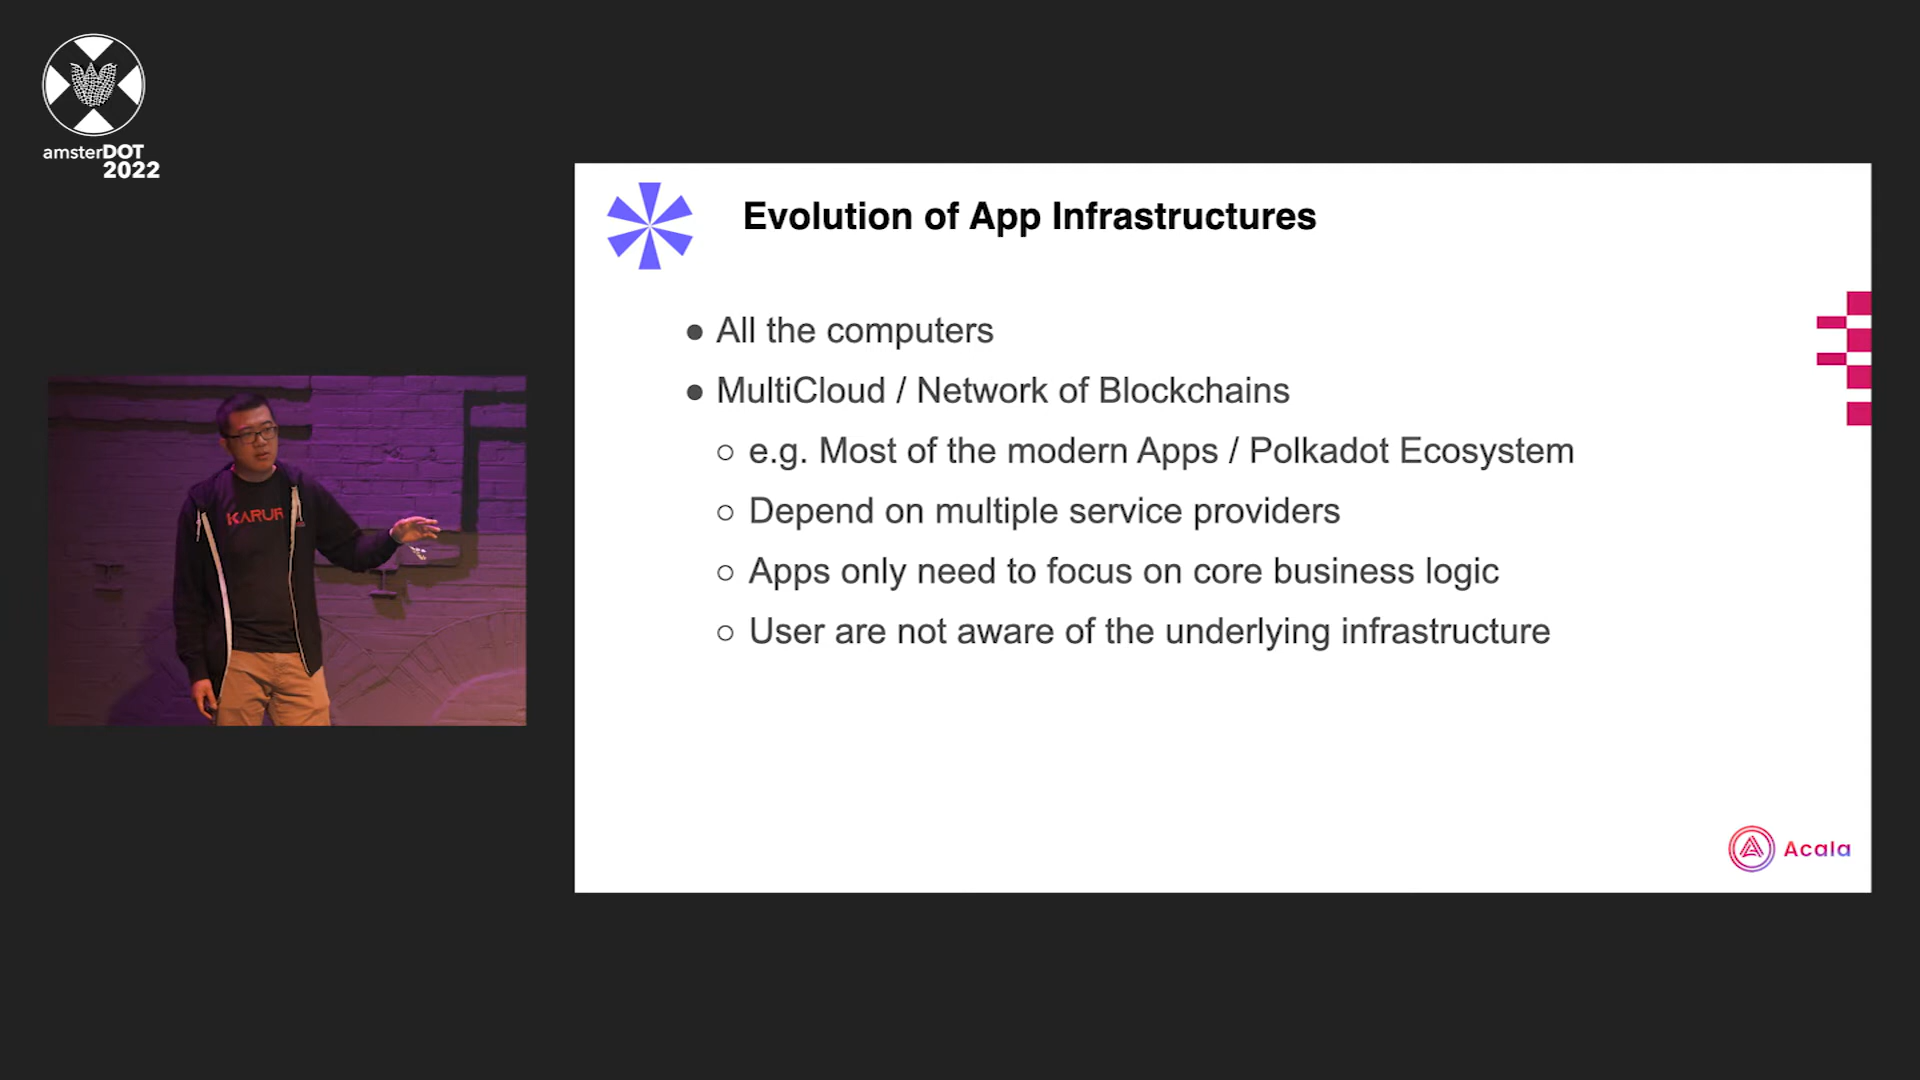 amsterDOT
2022
Evolution of App Infrastructures
● All the computers
● MultiCloud / Network of Blockchains
○ e.g. Most of the modern Apps / Polkadot Ecosystem
○ Depend on multiple service providers
○ Apps only need to focus on core business logic
○ User are not aware of the underlying infrastructure
KARUR
Acala